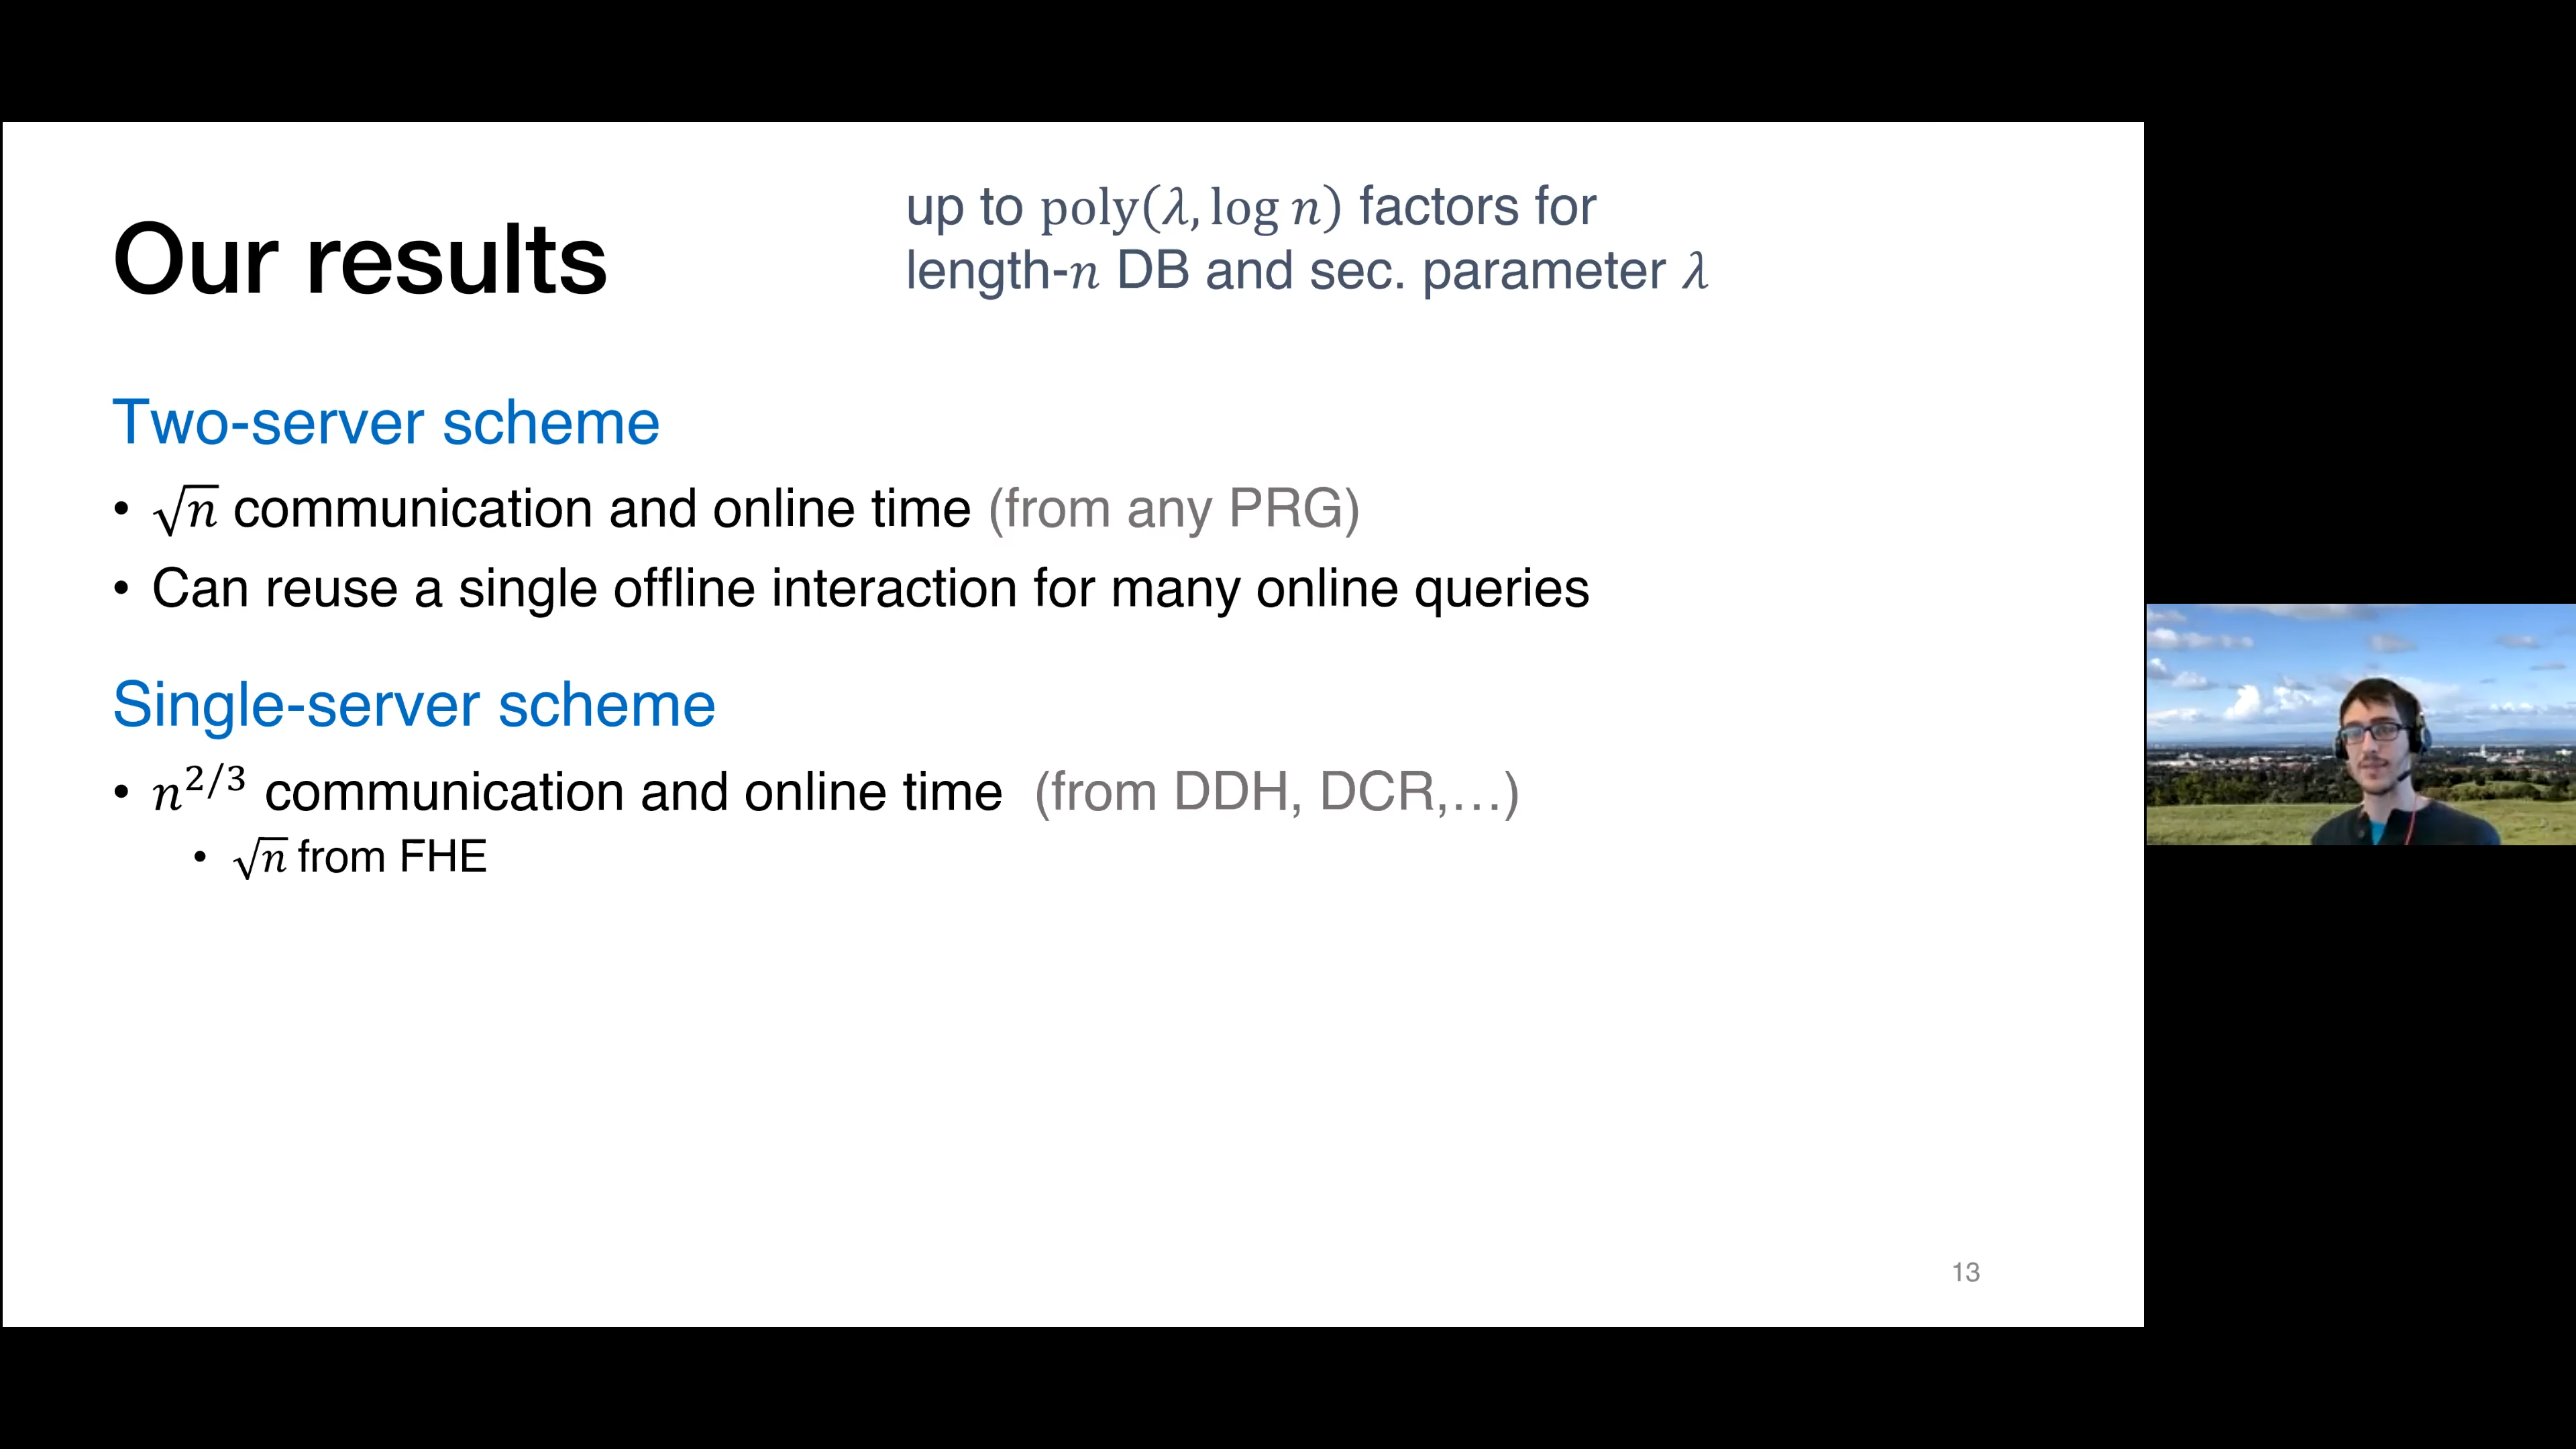 Our results
up to poly(λ, log n) factors for
length-n DB and sec. parameter λ
Two-server scheme
• √n communication and online time (from any PRG)
• Can reuse a single offline interaction for many online queries
Single-server scheme
• n^{2/3} communication and online time (from DDH, DCR,…)
• √n from FHE
13